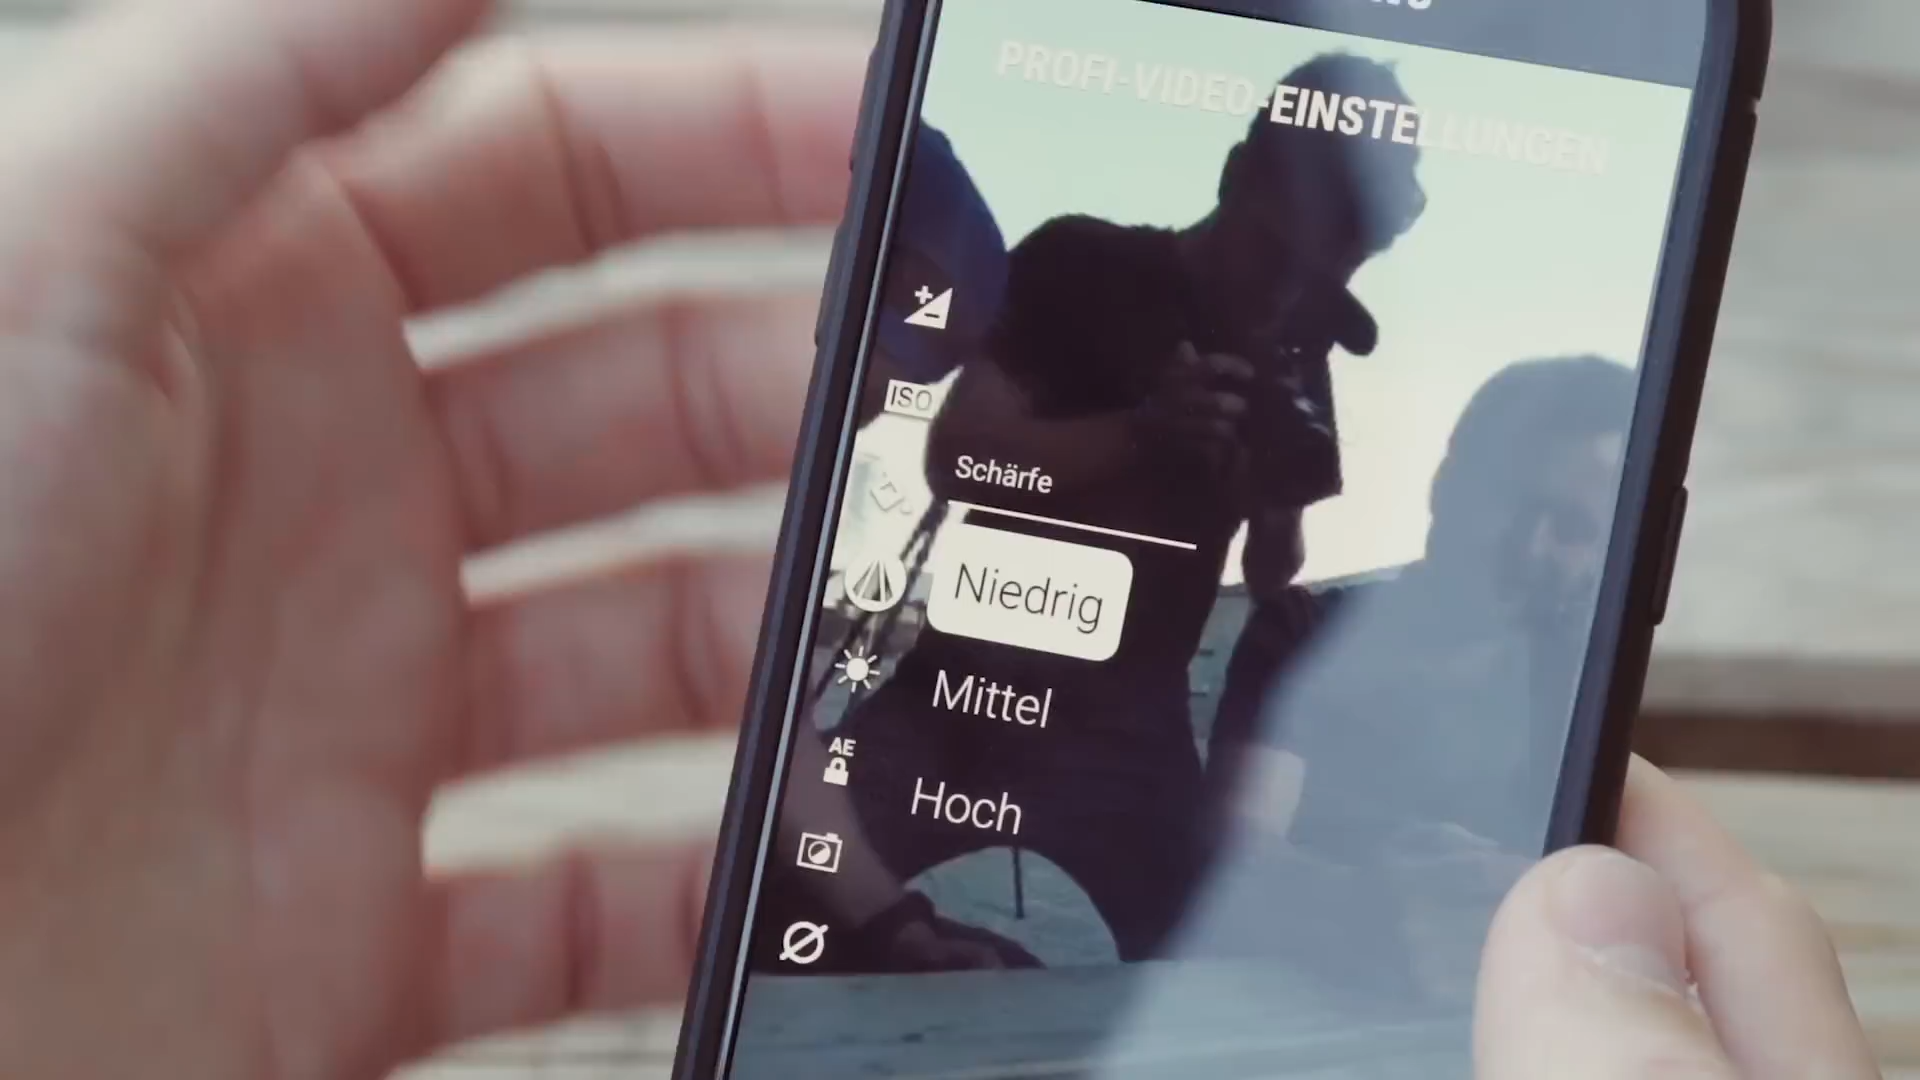 PROFI-VIDEO-EINSTELLUNGEN
ISO
Schärfe
Niedrig
Mittel
AE
Hoch